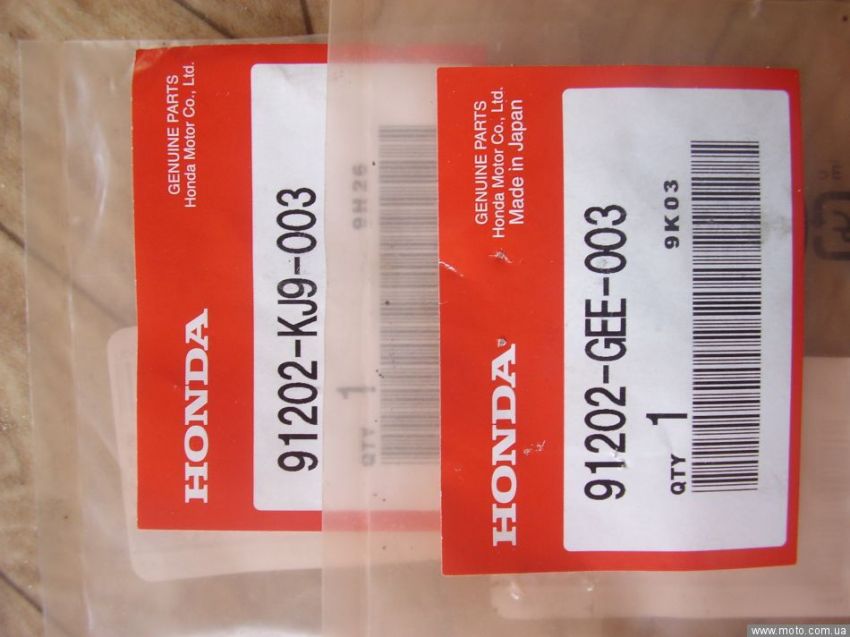 HONDA
GENUINE PARTS
Honda Motor Co., Ltd.
91202-KJ9-003
QTY 1
9H26
HONDA
GENUINE PARTS
Honda Motor Co., Ltd.
Made in Japan
91202-GEE-003
QTY 1
9K03
www.moto.com.ua